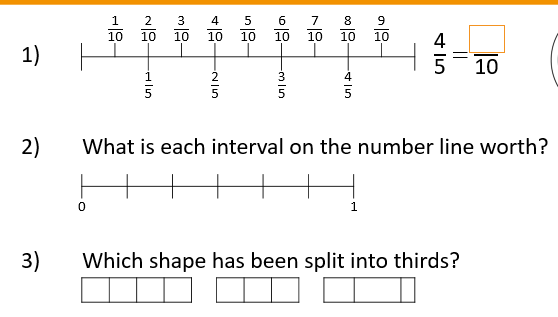 1/10 2/10 3/10 4/10 5/10 6/10 7/10 8/10 9/10
1) 4/5 = /10
1/5 2/5 3/5 4/5
2) What is each interval on the number line worth?
0 1
3) Which shape has been split into thirds?